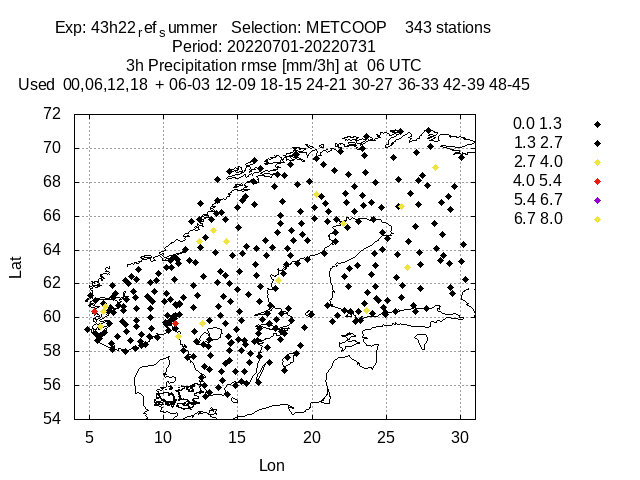 Exp: 43h22refsummer Selection: METCOOP 343 stations
Period: 20220701-20220731
3h Precipitation rmse [mm/3h] at 06 UTC
Used 00,06,12,18 + 06-03 12-09 18-15 24-21 30-27 36-33 42-39 48-45
72
70
68
66
64
62
60
58
56
54
Lat
5 10 15 20 25 30
Lon
0.0 1.3
1.3 2.7
2.7 4.0
4.0 5.4
5.4 6.7
6.7 8.0